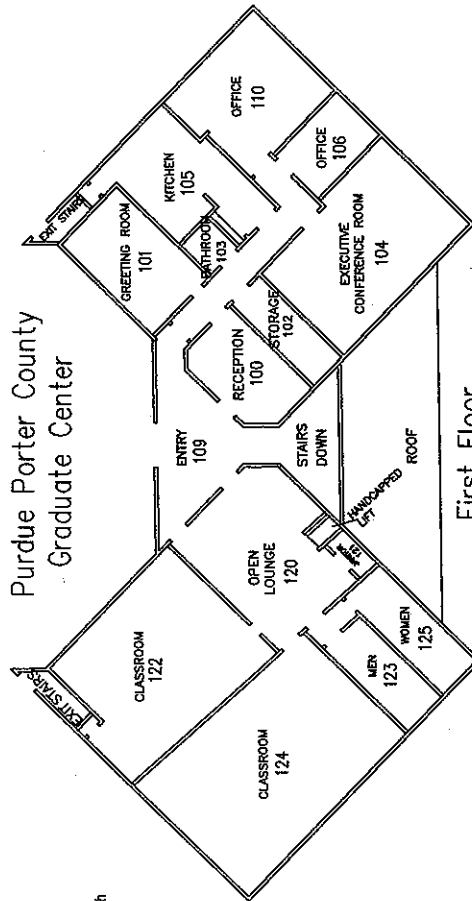 Purdue Porter County
Graduate Center
EXIT STAIRS
GREETING ROOM
101
KITCHEN
105
OFFICE
110
BATHROOM
103
OFFICE
106
EXECUTIVE
CONFERENCE ROOM
104
STORAGE
102
RECEPTION
100
ENTRY
109
STAIRS
DOWN
ROOF
HANDCAPPED
LIFT
OPEN
LOUNGE
120
EXIT STAIRS
CLASSROOM
122
CLASSROOM
124
MEN
123
WOMEN
125
121
First Floor